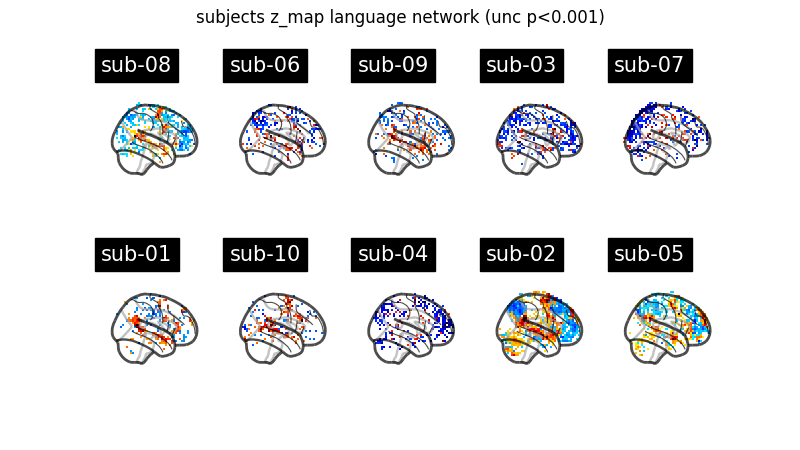 subjects z_map language network (unc p<0.001)
sub-08
sub-06
sub-09
sub-03
sub-07
sub-01
sub-10
sub-04
sub-02
sub-05